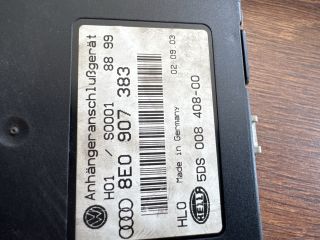 Anhängeranschlußgerät
H01 / S0001 88 99
8E0 907 383
HLO Made in Germany 02.09.03
HELLA 5DS 008 408-00